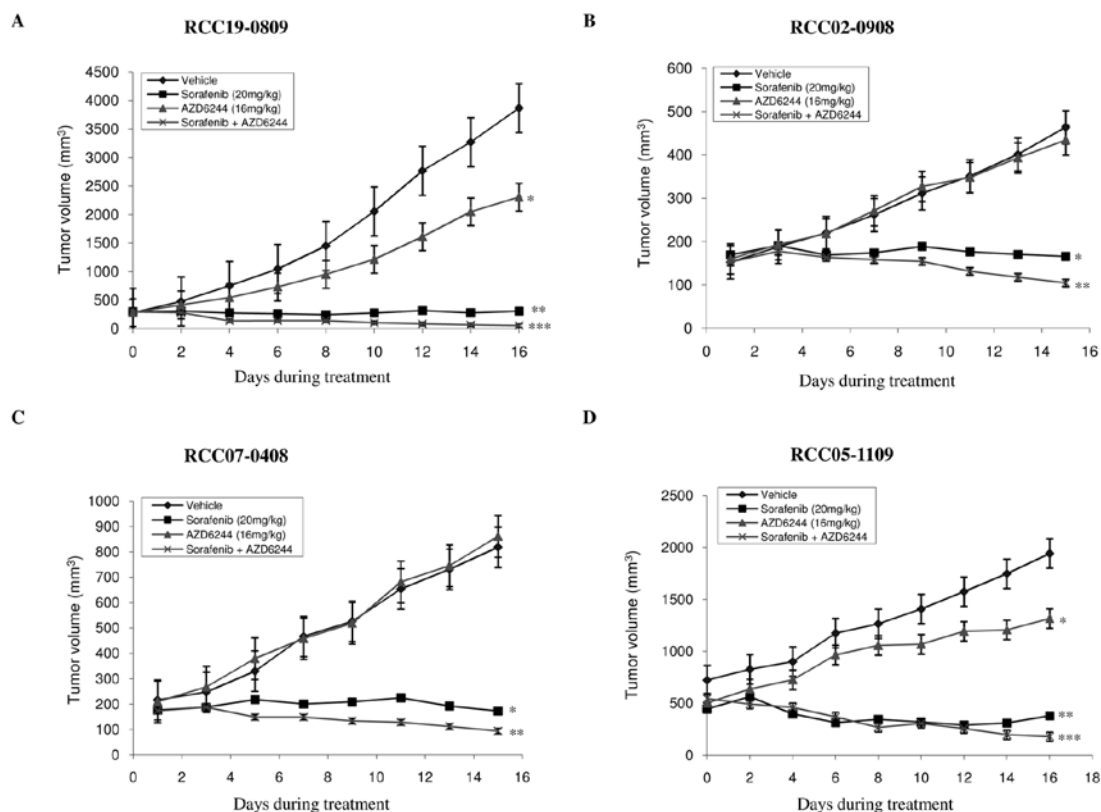 A
RCC19-0809
Tumor volume (mm³)
4500
4000
3500
3000
2500
2000
1500
1000
500
0
Vehicle
Sorafenib (20mg/kg)
AZD6244 (16mg/kg)
Sorafenib + AZD6244
*
**
***
0 2 4 6 8 10 12 14 16
Days during treatment
B
RCC02-0908
Tumor volume (mm³)
600
500
400
300
200
100
0
Vehicle
Sorafenib (20mg/kg)
AZD6244 (16mg/kg)
Sorafenib + AZD6244
*
**
0 2 4 6 8 10 12 14 16
Days during treatment
C
RCC07-0408
Tumor volume (mm³)
1000
900
800
700
600
500
400
300
200
100
0
Vehicle
Sorafenib (20mg/kg)
AZD6244 (16mg/kg)
Sorafenib + AZD6244
*
**
0 2 4 6 8 10 12 14 16
Days during treatment
D
RCC05-1109
Tumor volume (mm³)
2500
2000
1500
1000
500
0
Vehicle
Sorafenib (20mg/kg)
AZD6244 (16mg/kg)
Sorafenib + AZD6244
*
**
***
0 2 4 6 8 10 12 14 16 18
Days during treatment